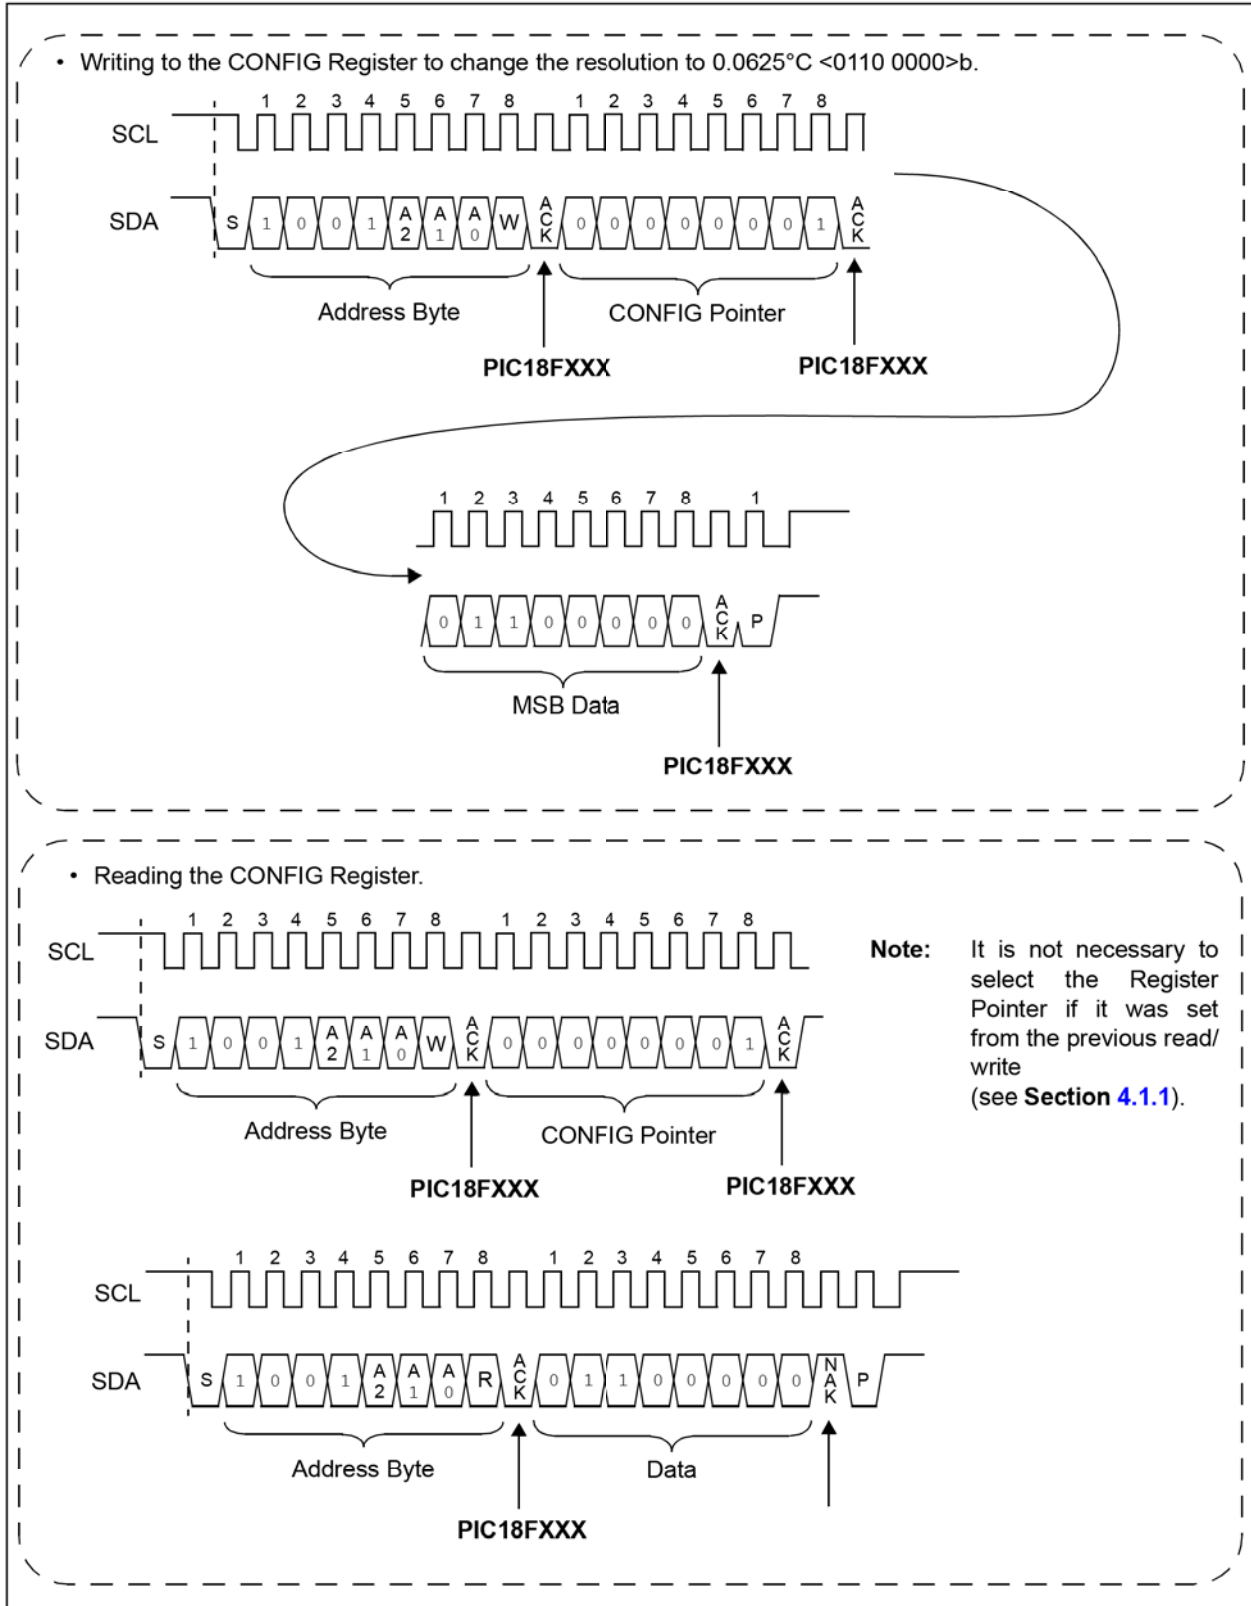 • Writing to the CONFIG Register to change the resolution to 0.0625°C <0110 0000>b.
1 2 3 4 5 6 7 8 1 2 3 4 5 6 7 8
SCL
SDA
S 1 0 0 1 A2 A1 A0 W ACK 0 0 0 0 0 0 0 1 ACK
Address Byte CONFIG Pointer
PIC18FXXX PIC18FXXX
1 2 3 4 5 6 7 8 1
0 1 1 0 0 0 0 0 ACK P
MSB Data
PIC18FXXX
• Reading the CONFIG Register.
1 2 3 4 5 6 7 8 1 2 3 4 5 6 7 8
SCL
SDA
S 1 0 0 1 A2 A1 A0 W ACK 0 0 0 0 0 0 0 1 ACK
Address Byte CONFIG Pointer
PIC18FXXX PIC18FXXX
Note: It is not necessary to
select the Register
Pointer if it was set
from the previous read/
write
(see Section 4.1.1).
1 2 3 4 5 6 7 8 1 2 3 4 5 6 7 8
SCL
SDA
S 1 0 0 1 A2 A1 A0 R ACK 0 1 1 0 0 0 0 0 NAK P
Address Byte Data
PIC18FXXX